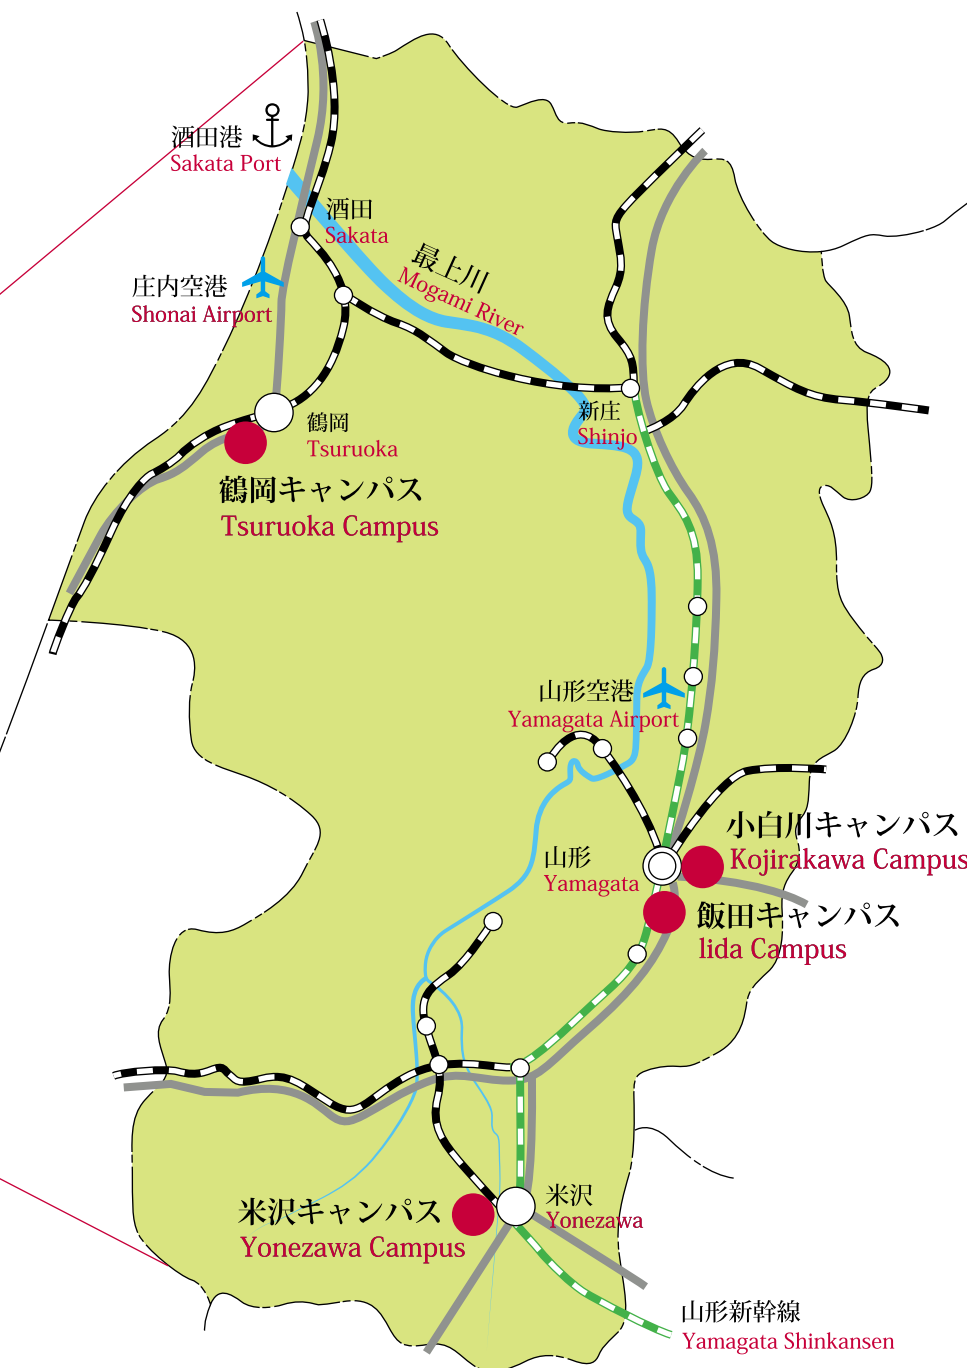 酒田港
Sakata Port
酒田
Sakata
最上川
Mogami River
庄内空港
Shonai Airport
新庄
Shinjo
鶴岡
Tsuruoka
鶴岡キャンパス
Tsuruoka Campus
山形空港
Yamagata Airport
小白川キャンパス
Kojirakawa Campus
山形
Yamagata
飯田キャンパス
Iida Campus
米沢
Yonezawa
米沢キャンパス
Yonezawa Campus
山形新幹線
Yamagata Shinkansen